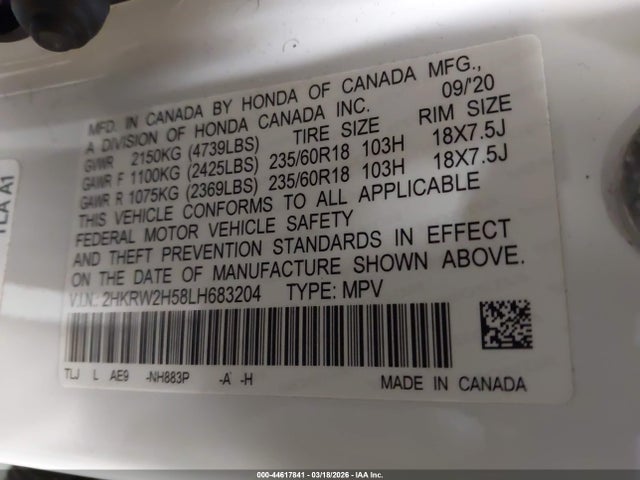 MFD. IN CANADA BY HONDA OF CANADA MFG.,
A DIVISION OF HONDA CANADA INC. 09/'20
GVWR 2150KG (4739LBS) TIRE SIZE RIM SIZE
GAWR F 1100KG (2425LBS) 235/60R18 103H 18X7.5J
GAWR R 1075KG (2369LBS) 235/60R18 103H 18X7.5J
THIS VEHICLE CONFORMS TO ALL APPLICABLE
FEDERAL MOTOR VEHICLE SAFETY
AND THEFT PREVENTION STANDARDS IN EFFECT
ON THE DATE OF MANUFACTURE SHOWN ABOVE.
V.I.N.: 2HKRW2H58LH683204 TYPE: MPV
TLJ L AE9 -NH883P -A -H
MADE IN CANADA
TLA A1
000-44617841 - 03/18/2026 - IAA Inc.